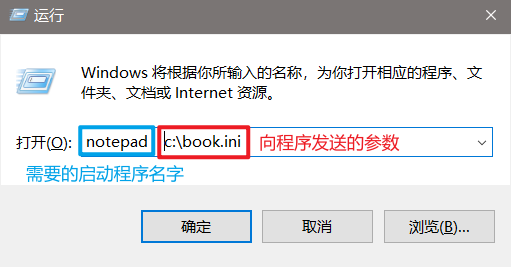 运行
Windows 将根据你所输入的名称，为你打开相应的程序、文
件夹、文档或 Internet 资源。
打开(O): notepad c:\book.ini 向程序发送的参数
需要的启动程序名字
确定 取消 浏览(B)...